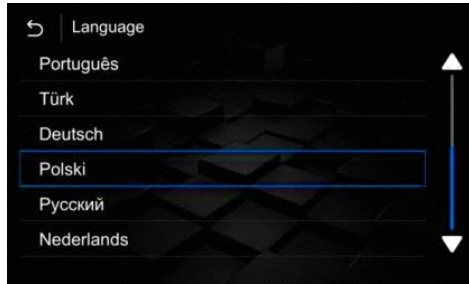 Language
Português
Türk
Deutsch
Polski
Русский
Nederlands